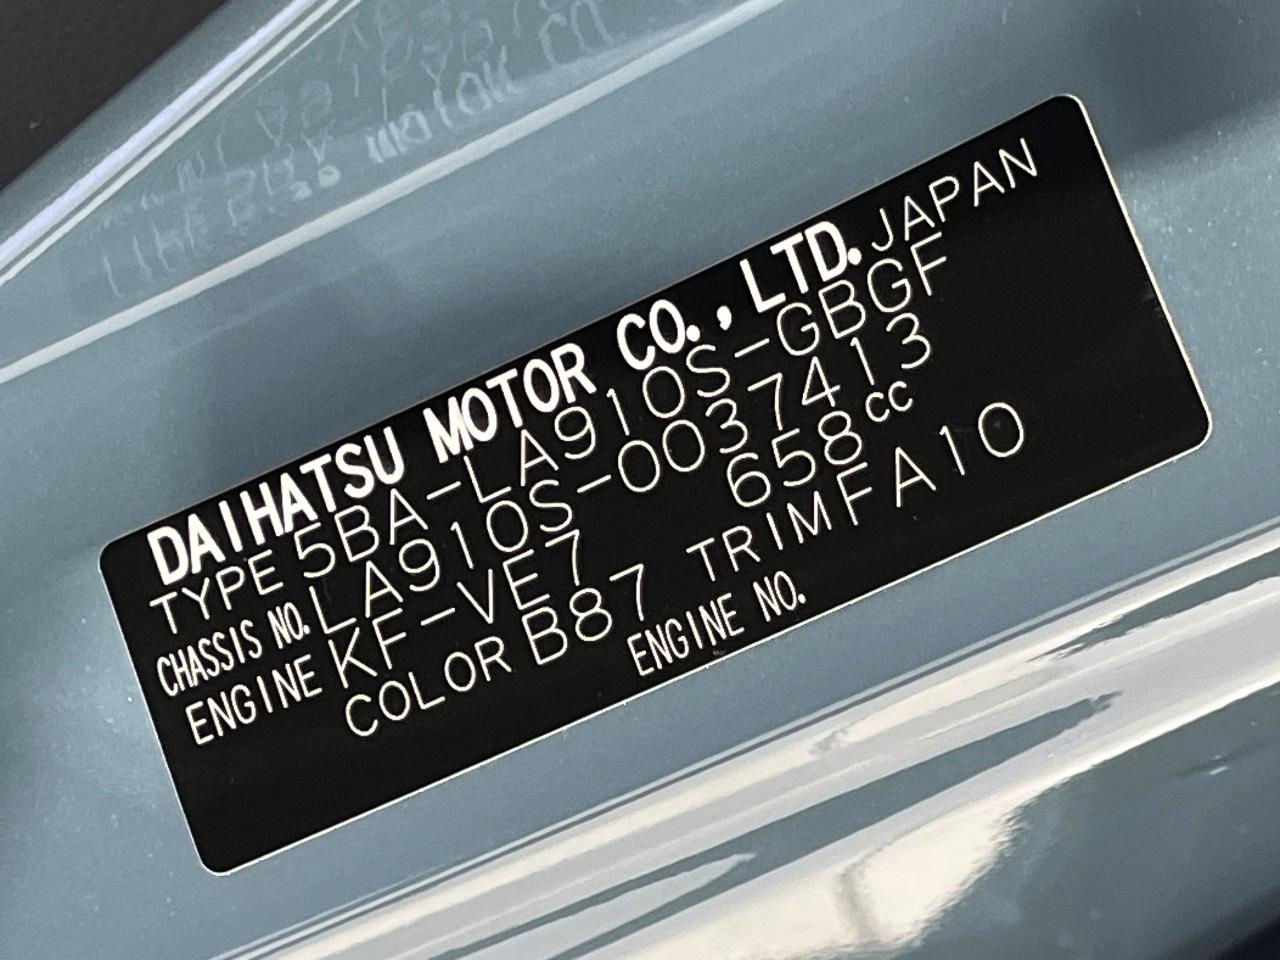 DAIHATSU MOTOR CO.,LTD. JAPAN
TYPE 5BA-LA910S-GBGF
CHASSIS NO. LA910S-0037413
ENGINE KF-VE7 658cc
COLOR B87 TRIM FA10
ENGINE NO.